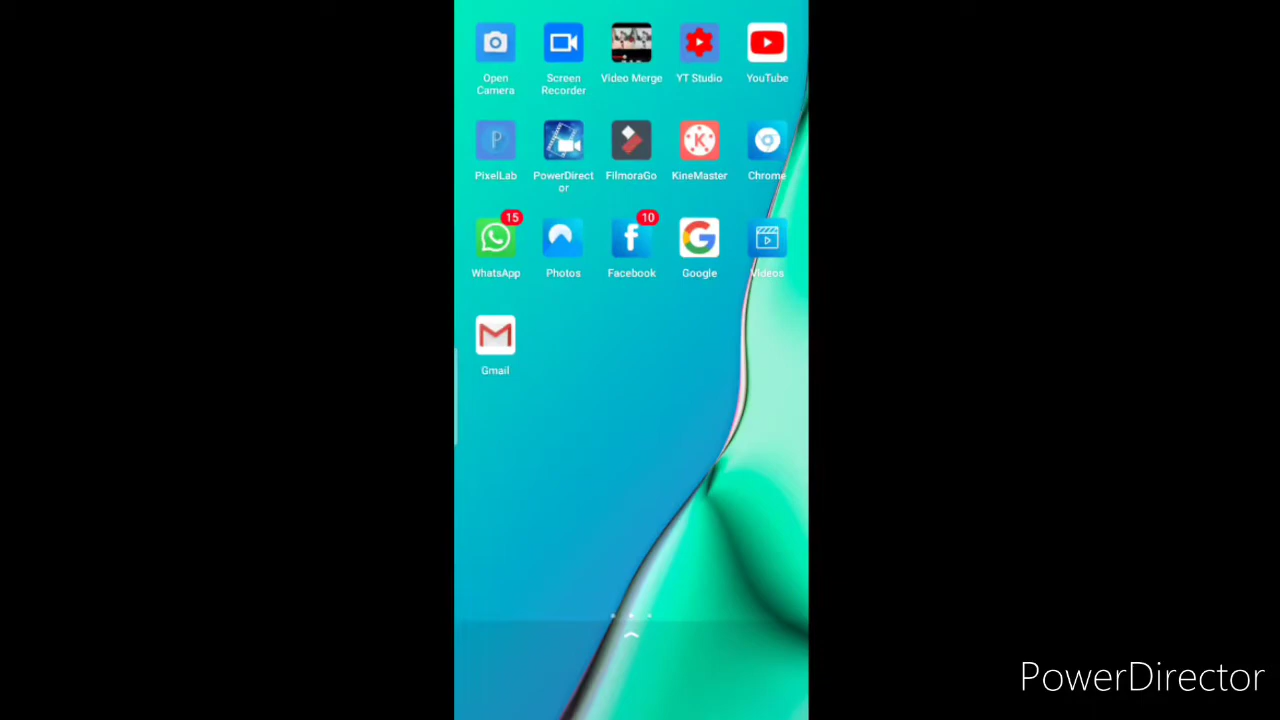 Open Camera
Screen Recorder
Video Merge
YT Studio
YouTube
P
PixelLab
PowerDirect
or
FilmoraGo
K
KineMaster
Chrome
15
WhatsApp
Photos
10
f
Facebook
G
Google
Videos
M
Gmail
PowerDirector